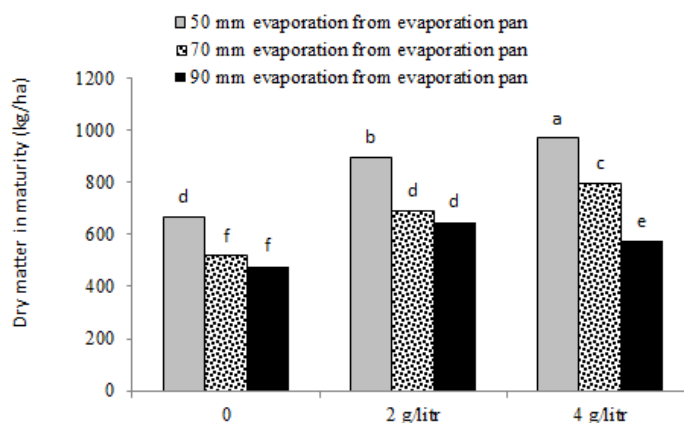 50 mm evaporation from evaporation pan
70 mm evaporation from evaporation pan
90 mm evaporation from evaporation pan
Dry matter in maturity (kg/ha)
1200
1000
800
600
400
200
0
d
f
f
b
d
d
a
c
e
0
2 g/litr
4 g/litr